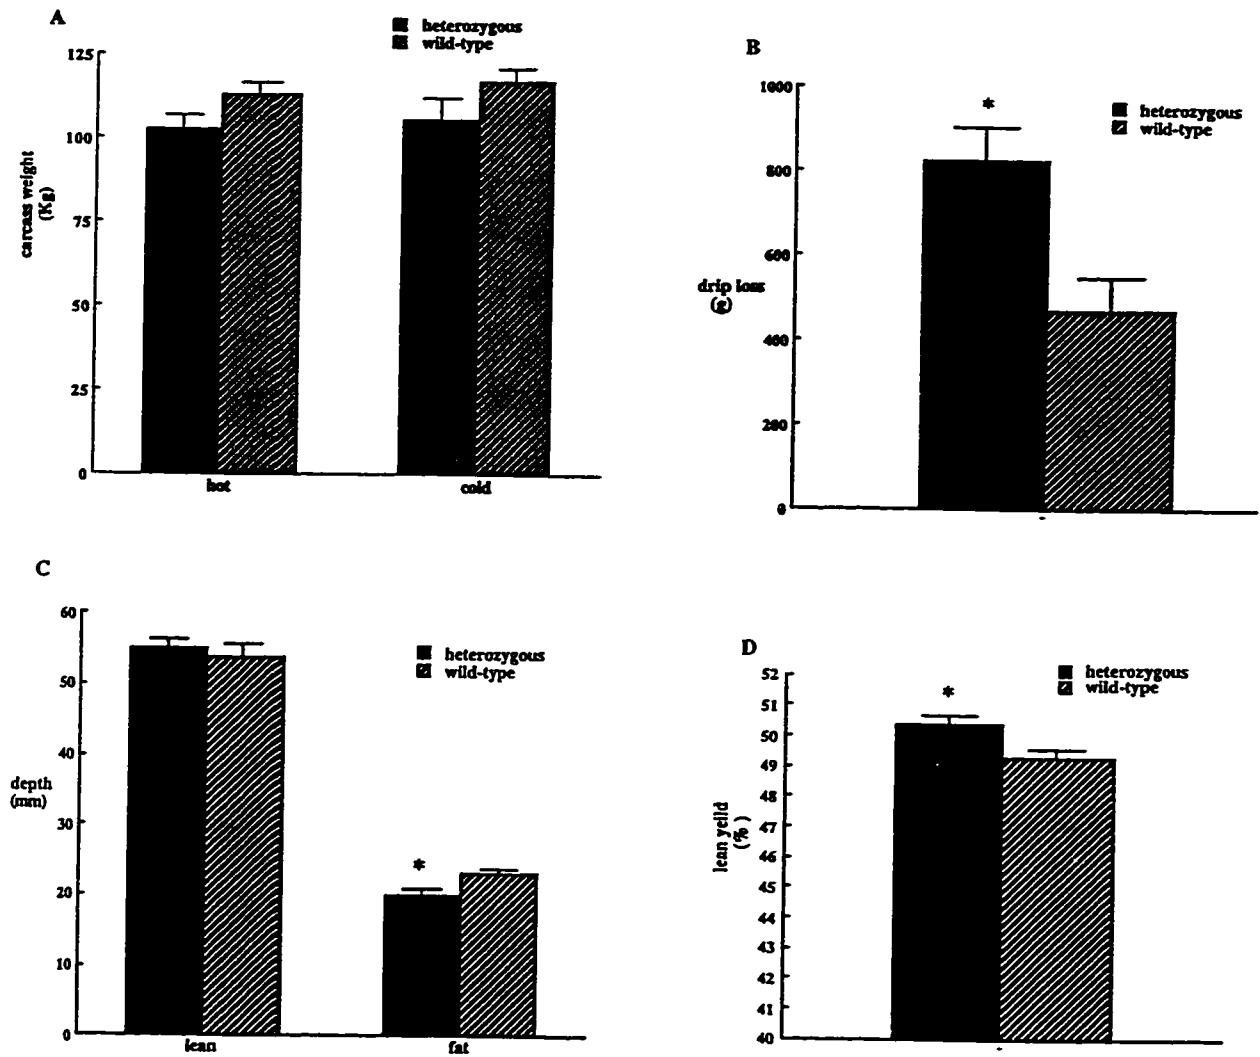 A
heterozygous
wild-type
125
100
75
50
25
0
carcass weight
(Kg)
hot
cold
B
1000
800
600
400
200
0
drip loss
(g)
*
heterozygous
wild-type
C
60
50
40
30
20
10
0
depth
(mm)
heterozygous
wild-type
*
lean
fat
D
52
51
50
49
48
47
46
45
44
43
42
41
40
lean yeild
(%)
*
heterozygous
wild-type